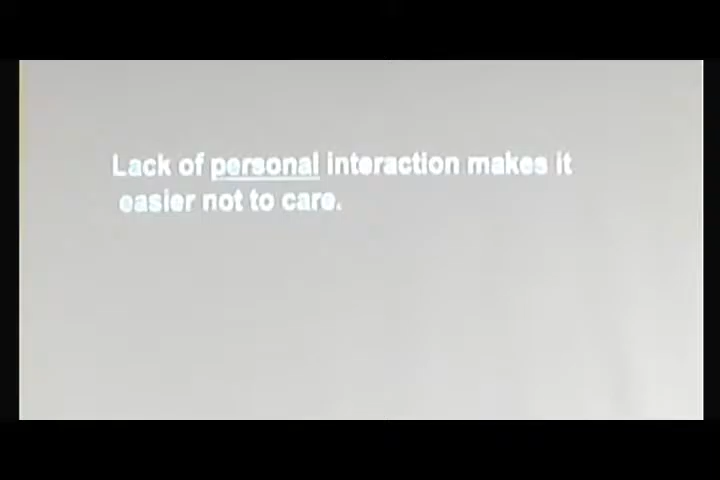 Lack of personal interaction makes it
easier not to care.